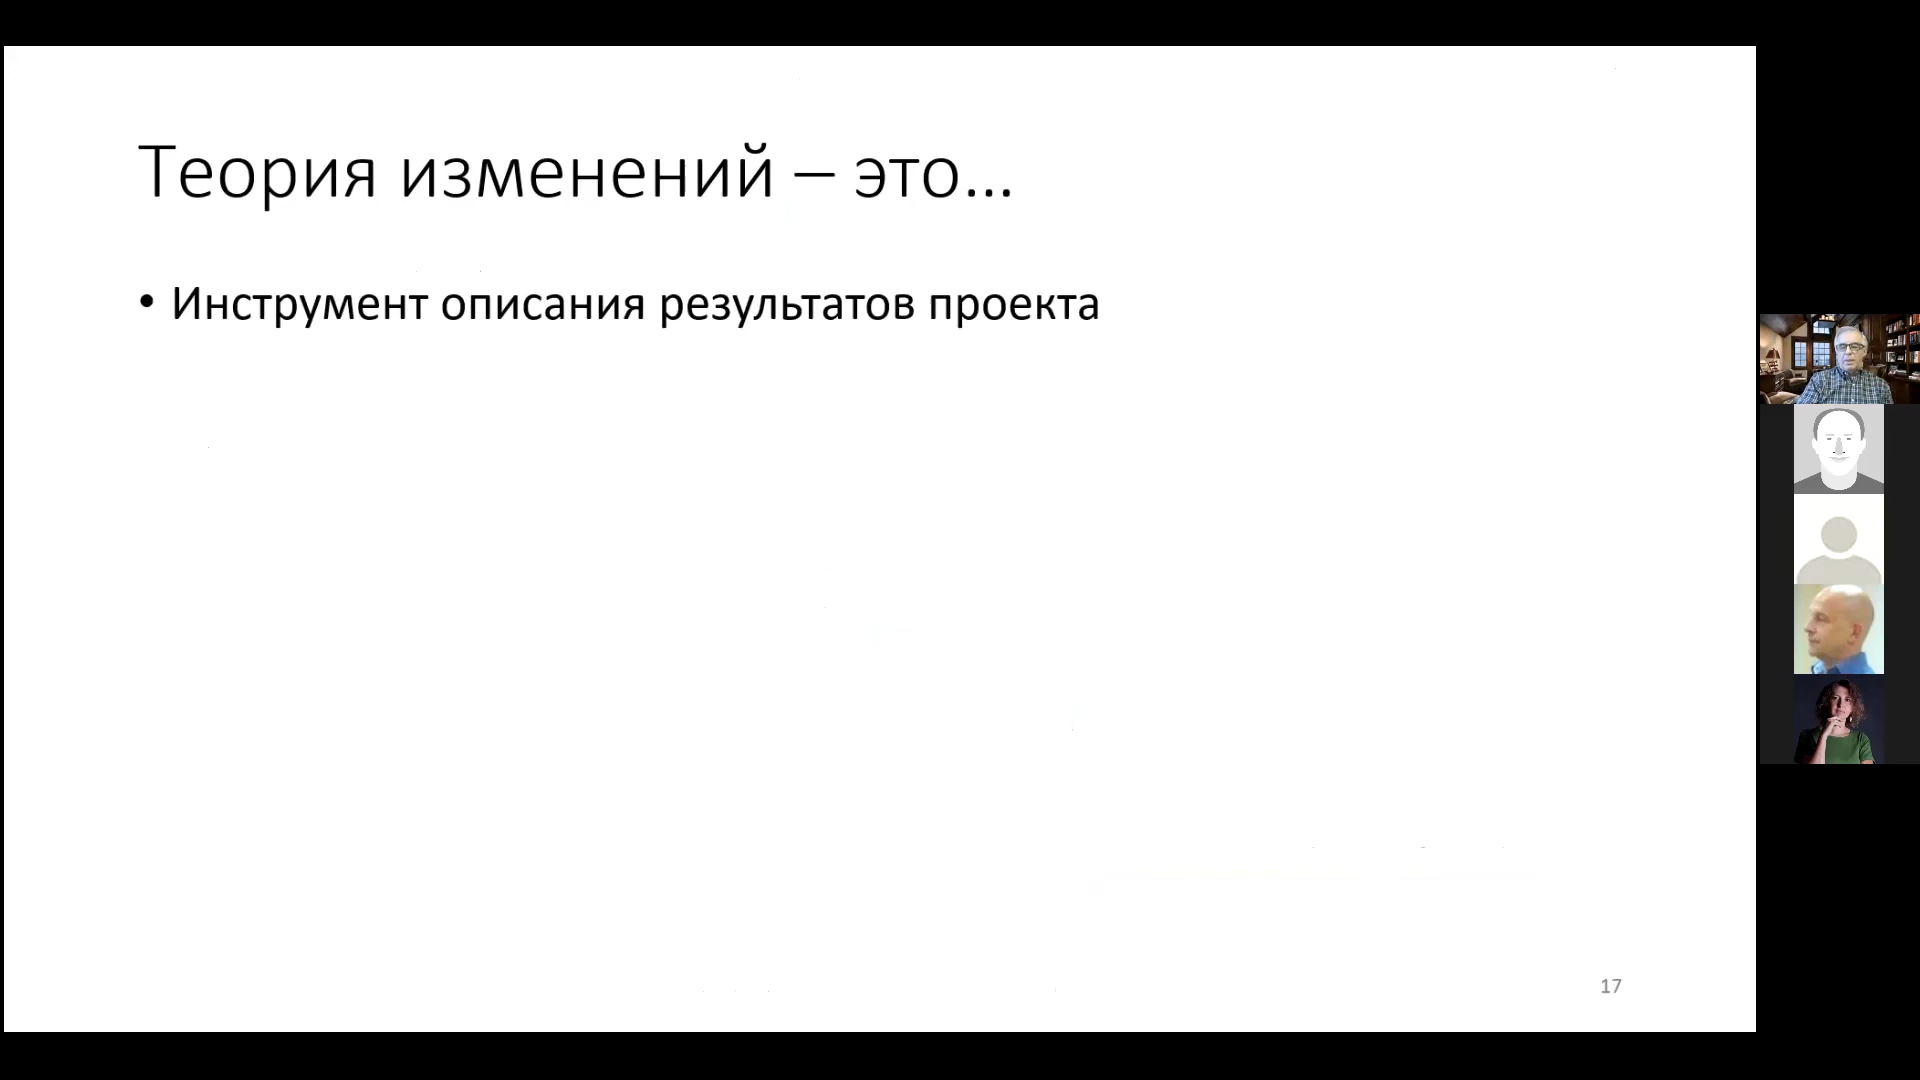 Теория изменений – это…
• Инструмент описания результатов проекта
17